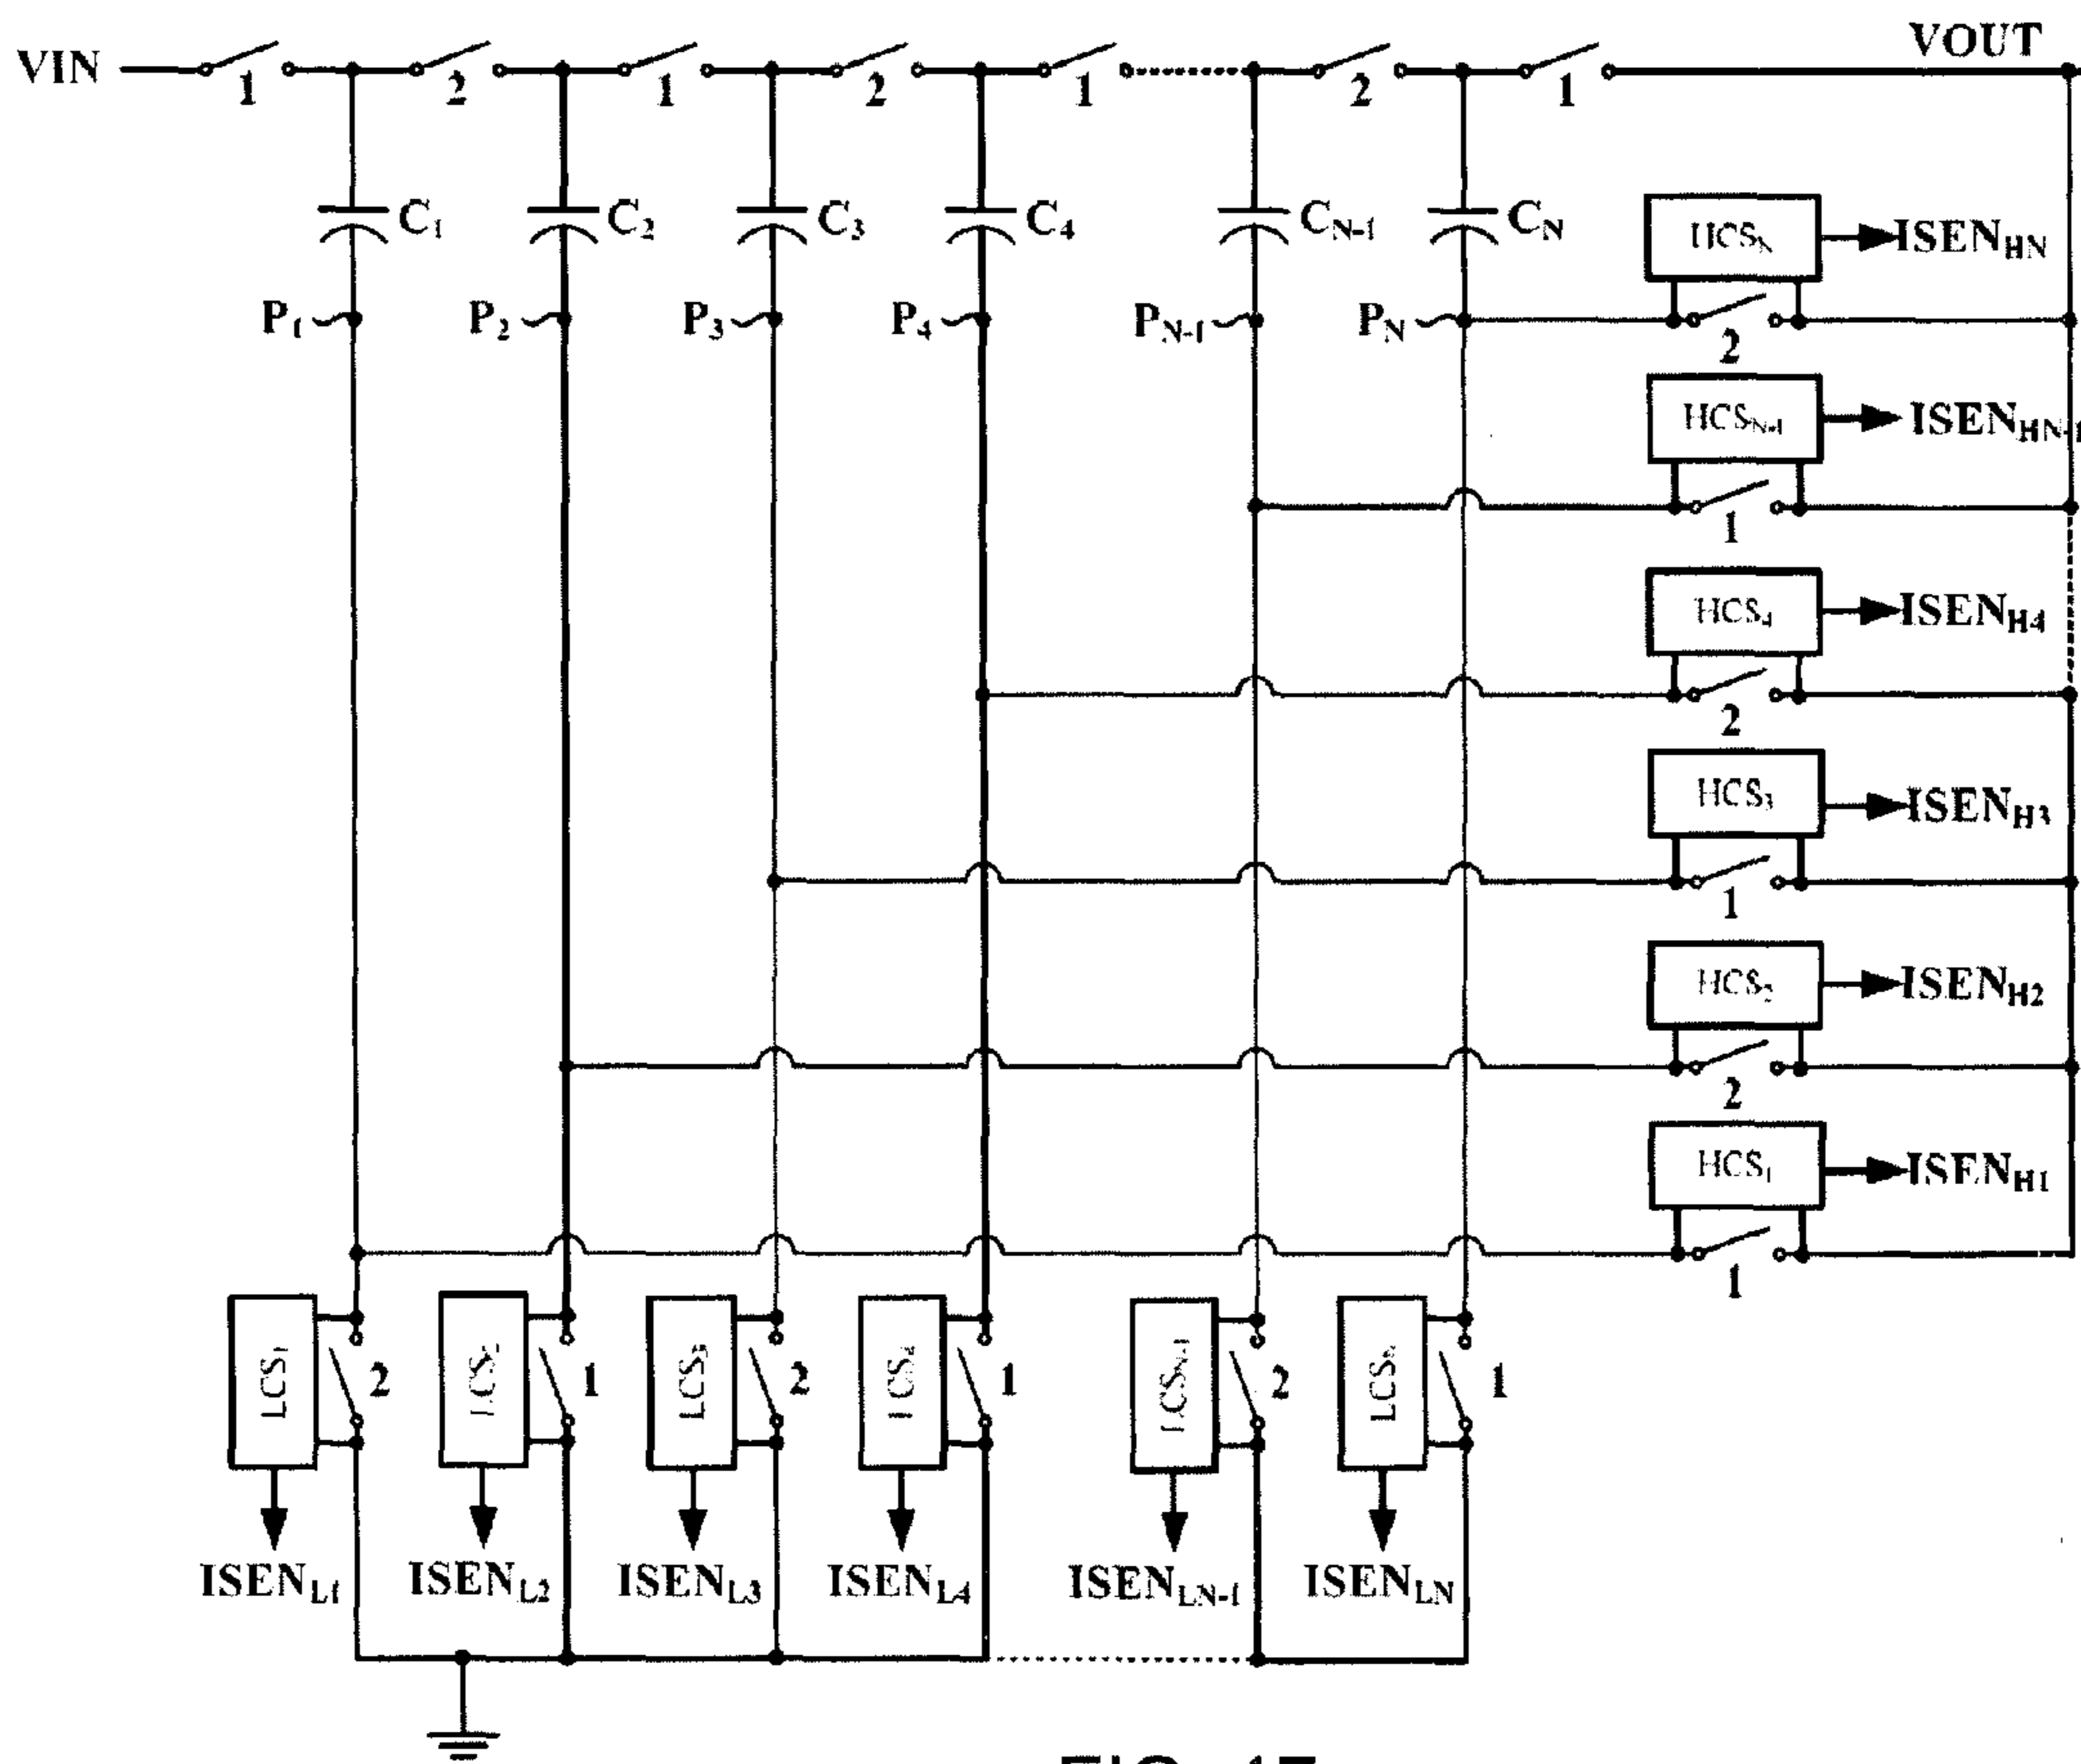 VIN 1 2 1 2 1 2 1 VOUT
C1 C2 C3 C4 CN-1 CN
HCSN ISENHN
P1 P2 P3 P4 PN-1 PN
2
HCSN-1 ISENHN-1
1
HCS4 ISENH4
2
HCS3 ISENH3
1
HCS2 ISENH2
2
HCS1 ISENH1
1
LCS1 2 LCS2 1 LCS3 2 LCS4 1 LCSN-1 2 LCSN 1
ISENL1 ISENL2 ISENL3 ISENL4 ISENLN-1 ISENLN